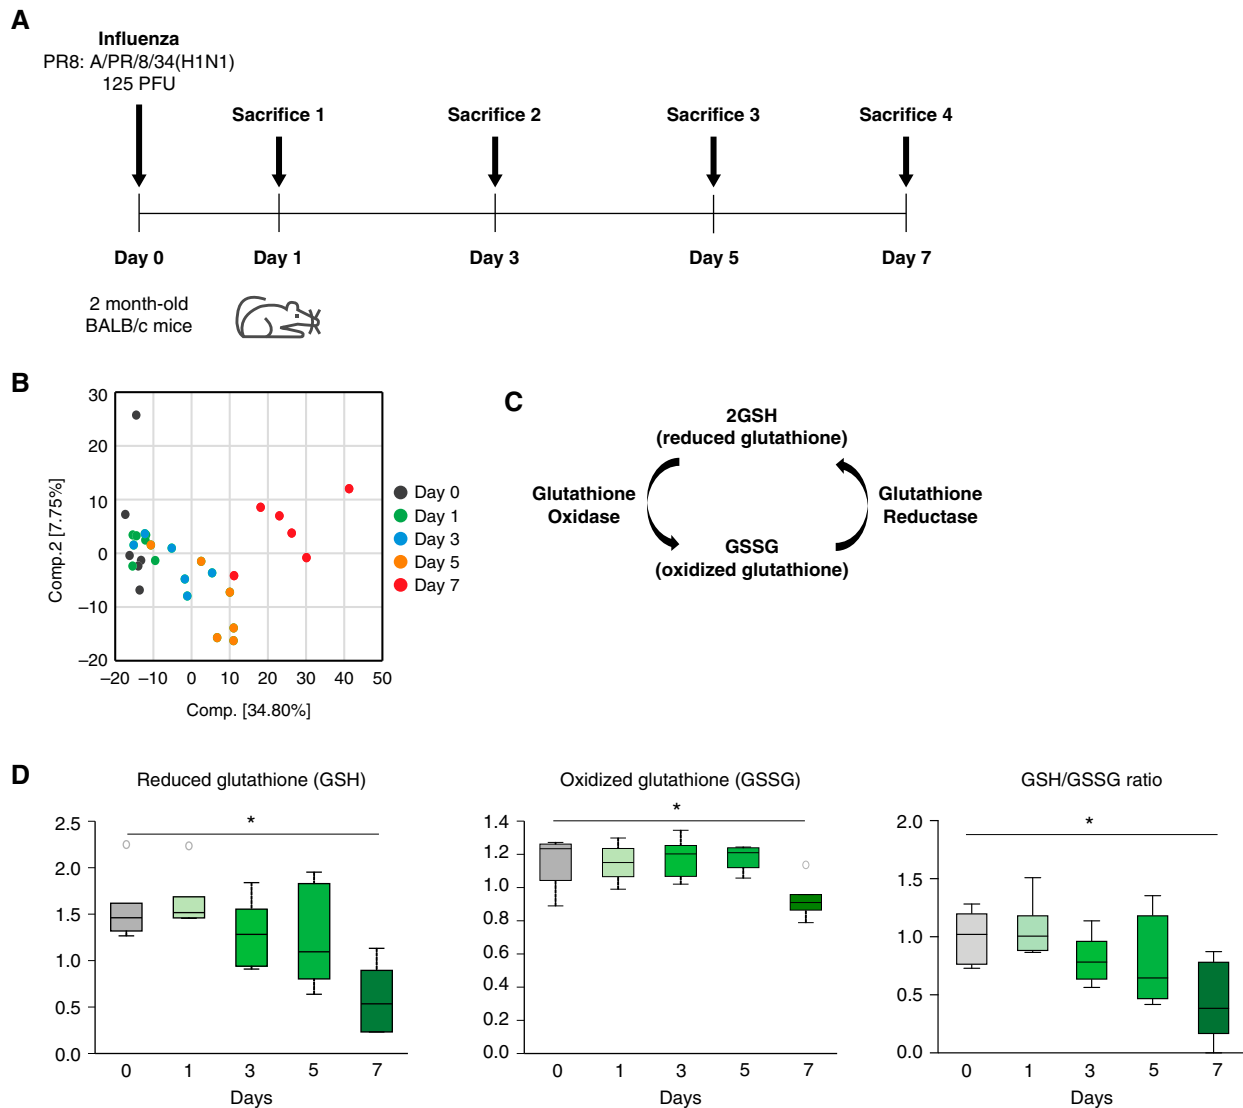 A
Influenza
PR8: A/PR/8/34(H1N1)
125 PFU
Sacrifice 1
Sacrifice 2
Sacrifice 3
Sacrifice 4
Day 0
Day 1
Day 3
Day 5
Day 7
2 month-old
BALB/c mice
B
30
20
10
0
–10
–20
Comp.2 [7.75%]
–20 –10 0 10 20 30 40 50
Comp. [34.80%]
Day 0
Day 1
Day 3
Day 5
Day 7
C
2GSH
(reduced glutathione)
Glutathione
Oxidase
Glutathione
Reductase
GSSG
(oxidized glutathione)
D
Reduced glutathione (GSH)
*
2.5
2.0
1.5
1.0
0.5
0.0
0 1 3 5 7
Days
Oxidized glutathione (GSSG)
*
1.4
1.2
1.0
0.8
0.6
0.4
0.2
0.0
0 1 3 5 7
Days
GSH/GSSG ratio
*
2.0
1.5
1.0
0.5
0.0
0 1 3 5 7
Days